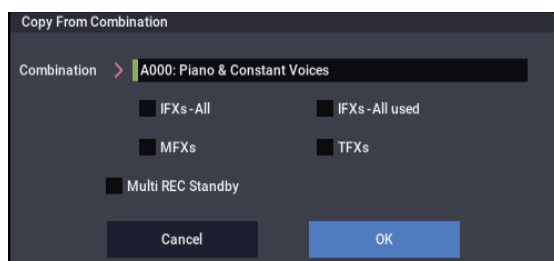 Copy From Combination
Combination > A000: Piano & Constant Voices
IFXs-All IFXs-All used
MFXs TFXs
Multi REC Standby
Cancel OK